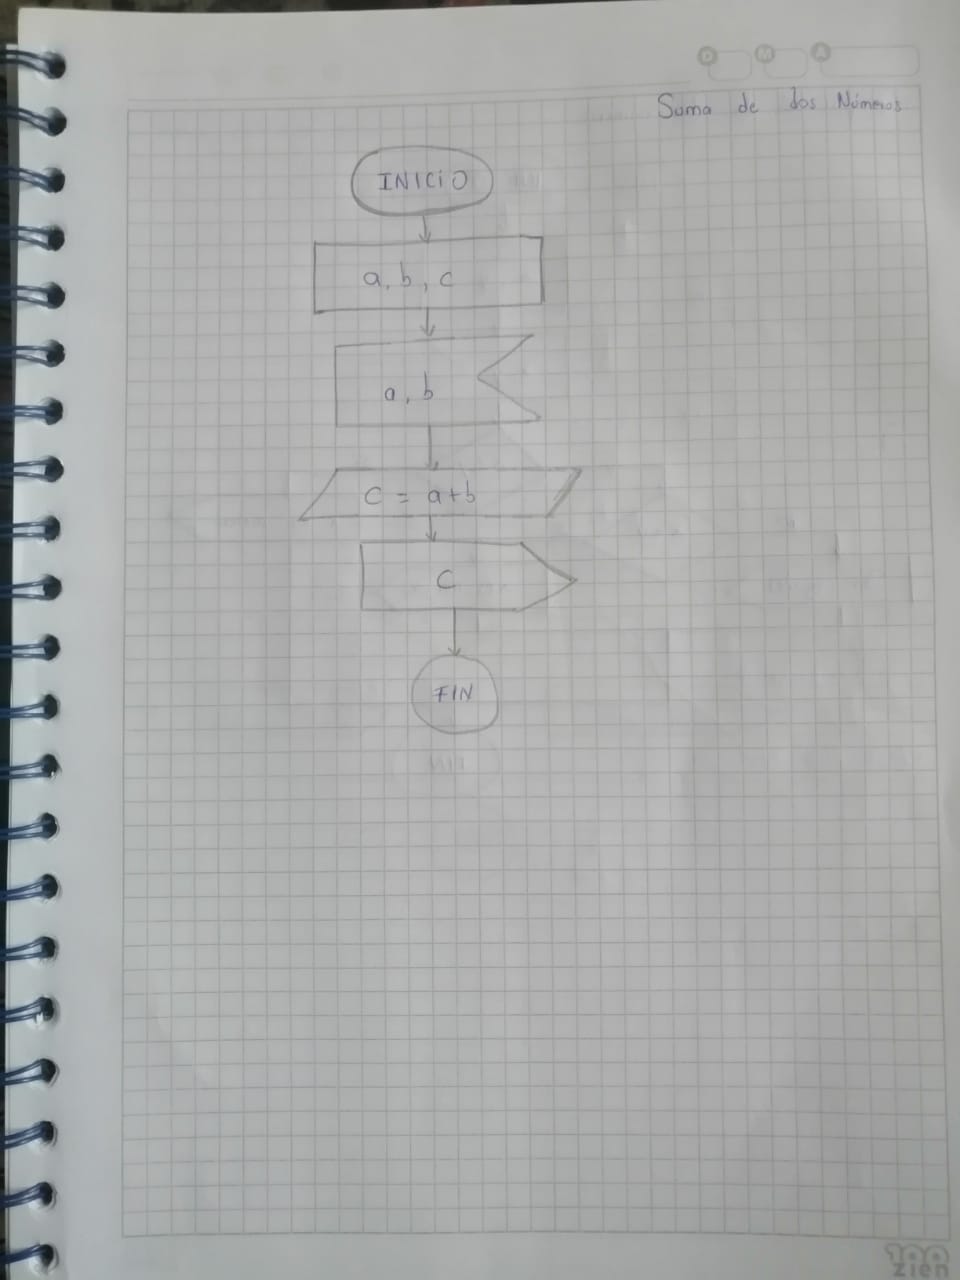 D M A
Suma de dos Números
INICIO
a, b, c
a, b
c = a+b
C
FIN
100
zien